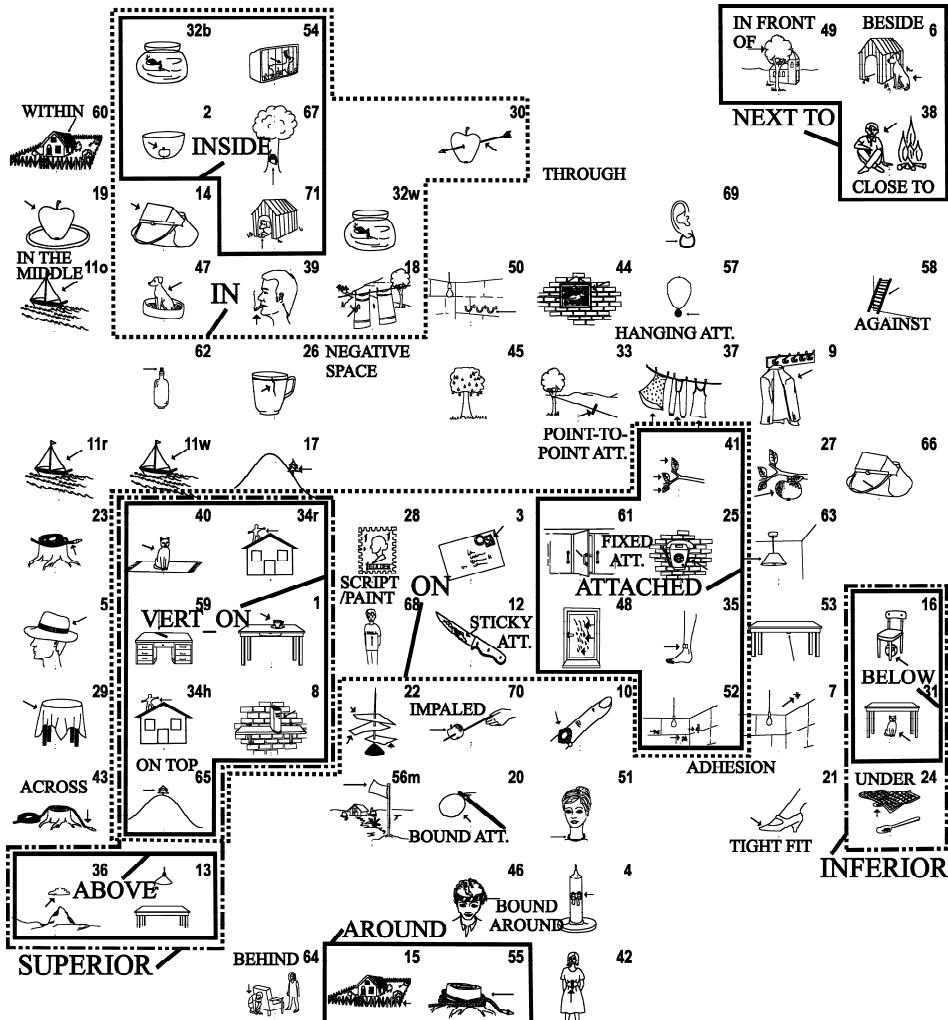 32b 54
IN FRONT
OF
49
BESIDE 6
WITHIN 60
2 67
INSIDE
30
THROUGH
NEXT TO
38
CLOSE TO
19
14 71 32w
69
IN THE
MIDDLE
11o
47 39 18
IN
50 44 57
HANGING ATT.
58
AGAINST
62 26
NEGATIVE
SPACE
45 33 37 9
POINT-TO-
POINT ATT.
11r 11w 17
41 27 66
23 40 34r 28 3
61 25 63
FIXED
ATT.
SCRIPT
/PAINT
ON
ATTACHED
5 59 1
VERT_ON
68 12
STICKY
ATT.
48 35 53 16
BELOW
29 34h 8
22 70 10 52 7 31
IMPALED
ON TOP
ADHESION
ACROSS
43 65
56m 20 51
BOUND ATT.
21
TIGHT FIT
UNDER 24
INFERIOR
36 13
ABOVE
46 4
BOUND
AROUND
SUPERIOR
AROUND
BEHIND 64
15 55 42